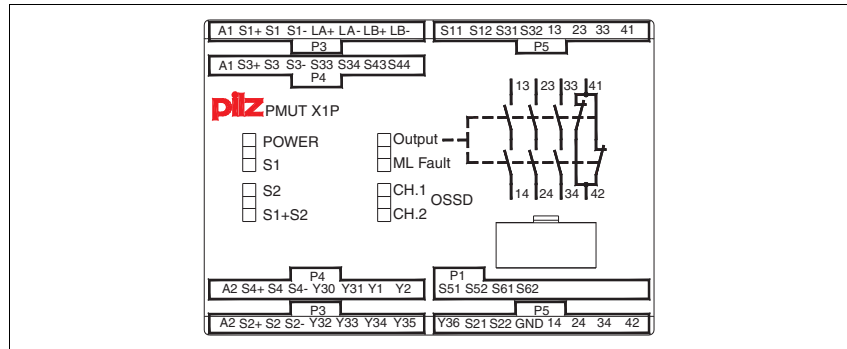 A1 S1+ S1 S1- LA+ LA- LB+ LB-
P3
S11 S12 S31 S32 13 23 33 41
P5
A1 S3+ S3 S3- S33 S34 S43 S44
P4
pilz PMUT X1P
13 23 33 41
POWER
S1
Output
ML Fault
S2
S1+S2
CH.1
CH.2
OSSD
14 24 34 42
P4
A2 S4+ S4 S4- Y30 Y31 Y1 Y2
P1
S51 S52 S61 S62
P3
A2 S2+ S2 S2- Y32 Y33 Y34 Y35
P5
Y36 S21 S22 GND 14 24 34 42